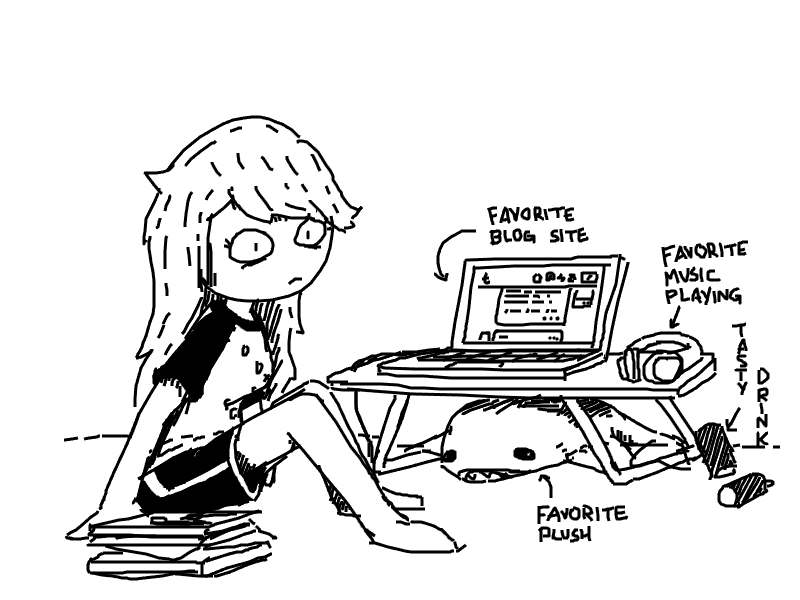 FAVORITE
BLOG SITE
t
FAVORITE
MUSIC
PLAYING
TASTY
DRINK
FAVORITE
PLUSH